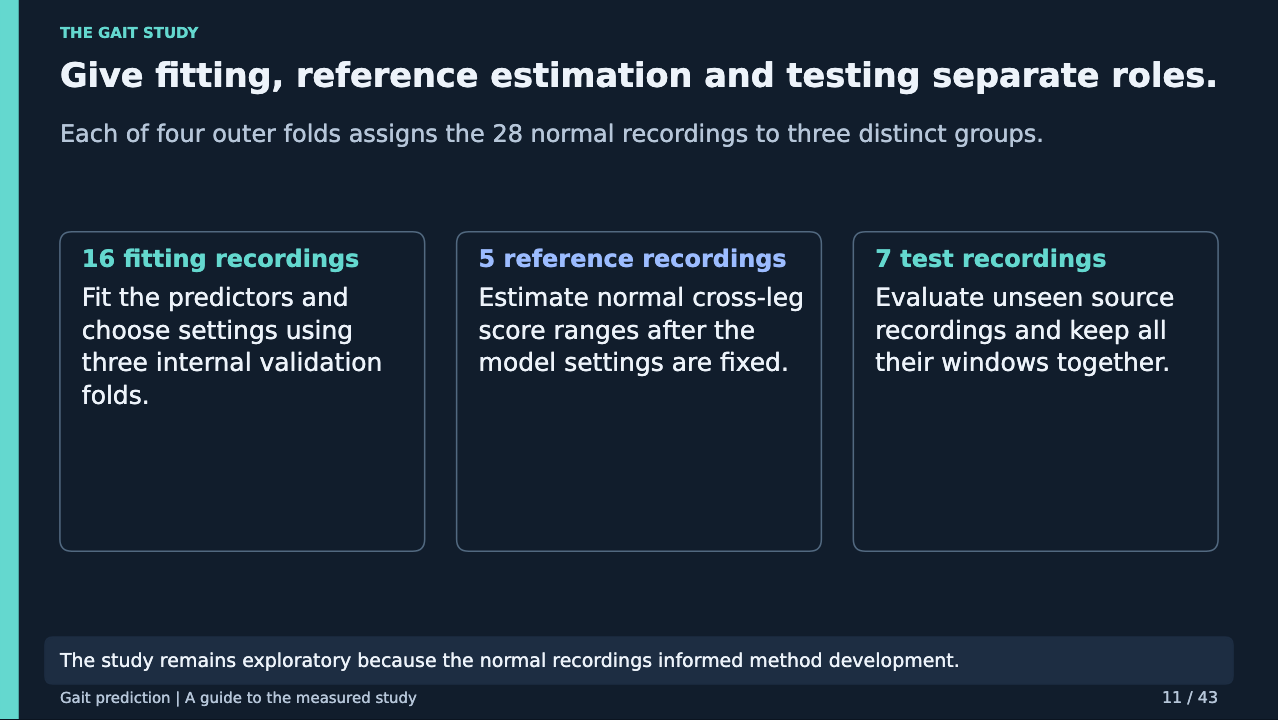 THE GAIT STUDY
Give fitting, reference estimation and testing separate roles.
Each of four outer folds assigns the 28 normal recordings to three distinct groups.
16 fitting recordings
Fit the predictors and
choose settings using
three internal validation
folds.
5 reference recordings
Estimate normal cross-leg
score ranges after the
model settings are fixed.
7 test recordings
Evaluate unseen source
recordings and keep all
their windows together.
The study remains exploratory because the normal recordings informed method development.
Gait prediction | A guide to the measured study
11 / 43